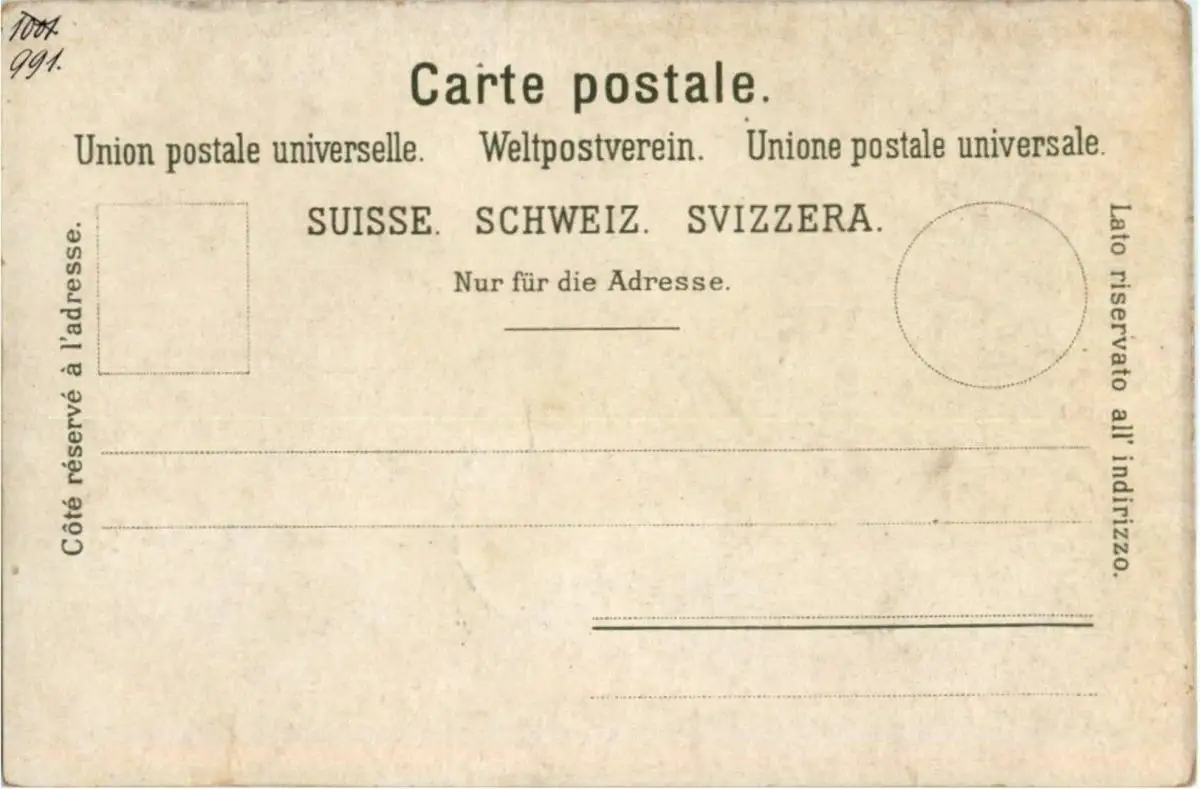 1001.
991.
Carte postale.
Union postale universelle. Weltpostverein. Unione postale universale.
SUISSE. SCHWEIZ. SVIZZERA.
Nur für die Adresse.
Côté réservé à l'adresse.
Lato riservato all' indirizzo.